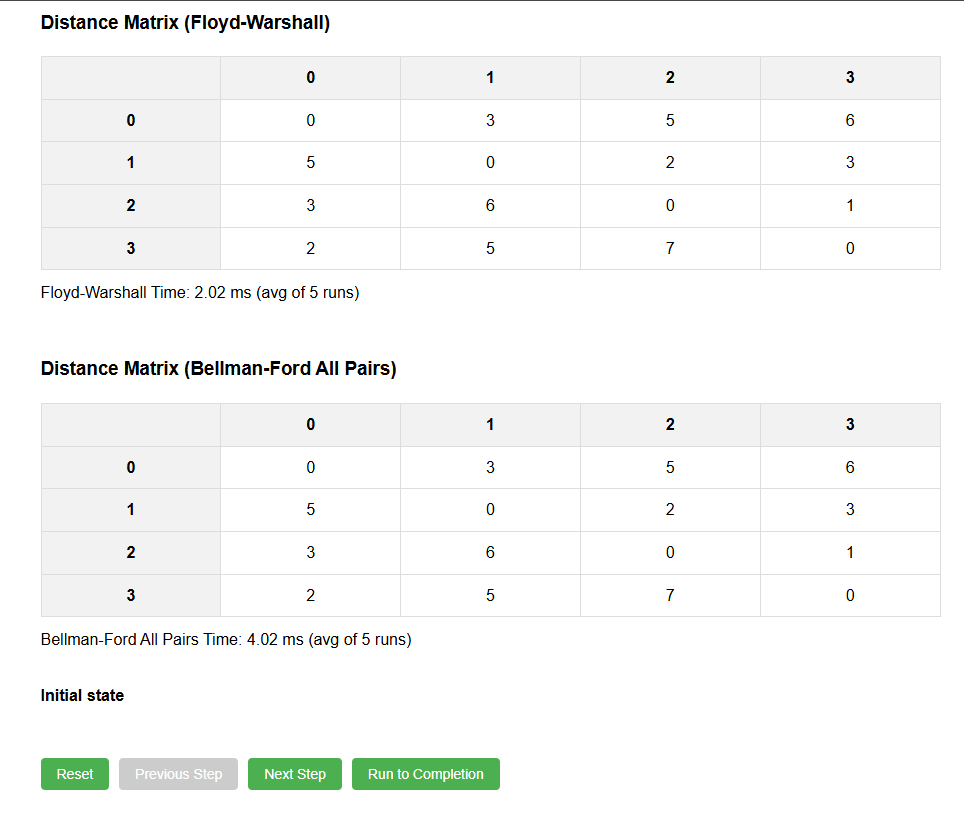 Distance Matrix (Floyd-Warshall)
0 1 2 3
0 0 3 5 6
1 5 0 2 3
2 3 6 0 1
3 2 5 7 0
Floyd-Warshall Time: 2.02 ms (avg of 5 runs)
Distance Matrix (Bellman-Ford All Pairs)
0 1 2 3
0 0 3 5 6
1 5 0 2 3
2 3 6 0 1
3 2 5 7 0
Bellman-Ford All Pairs Time: 4.02 ms (avg of 5 runs)
Initial state
Reset Previous Step Next Step Run to Completion